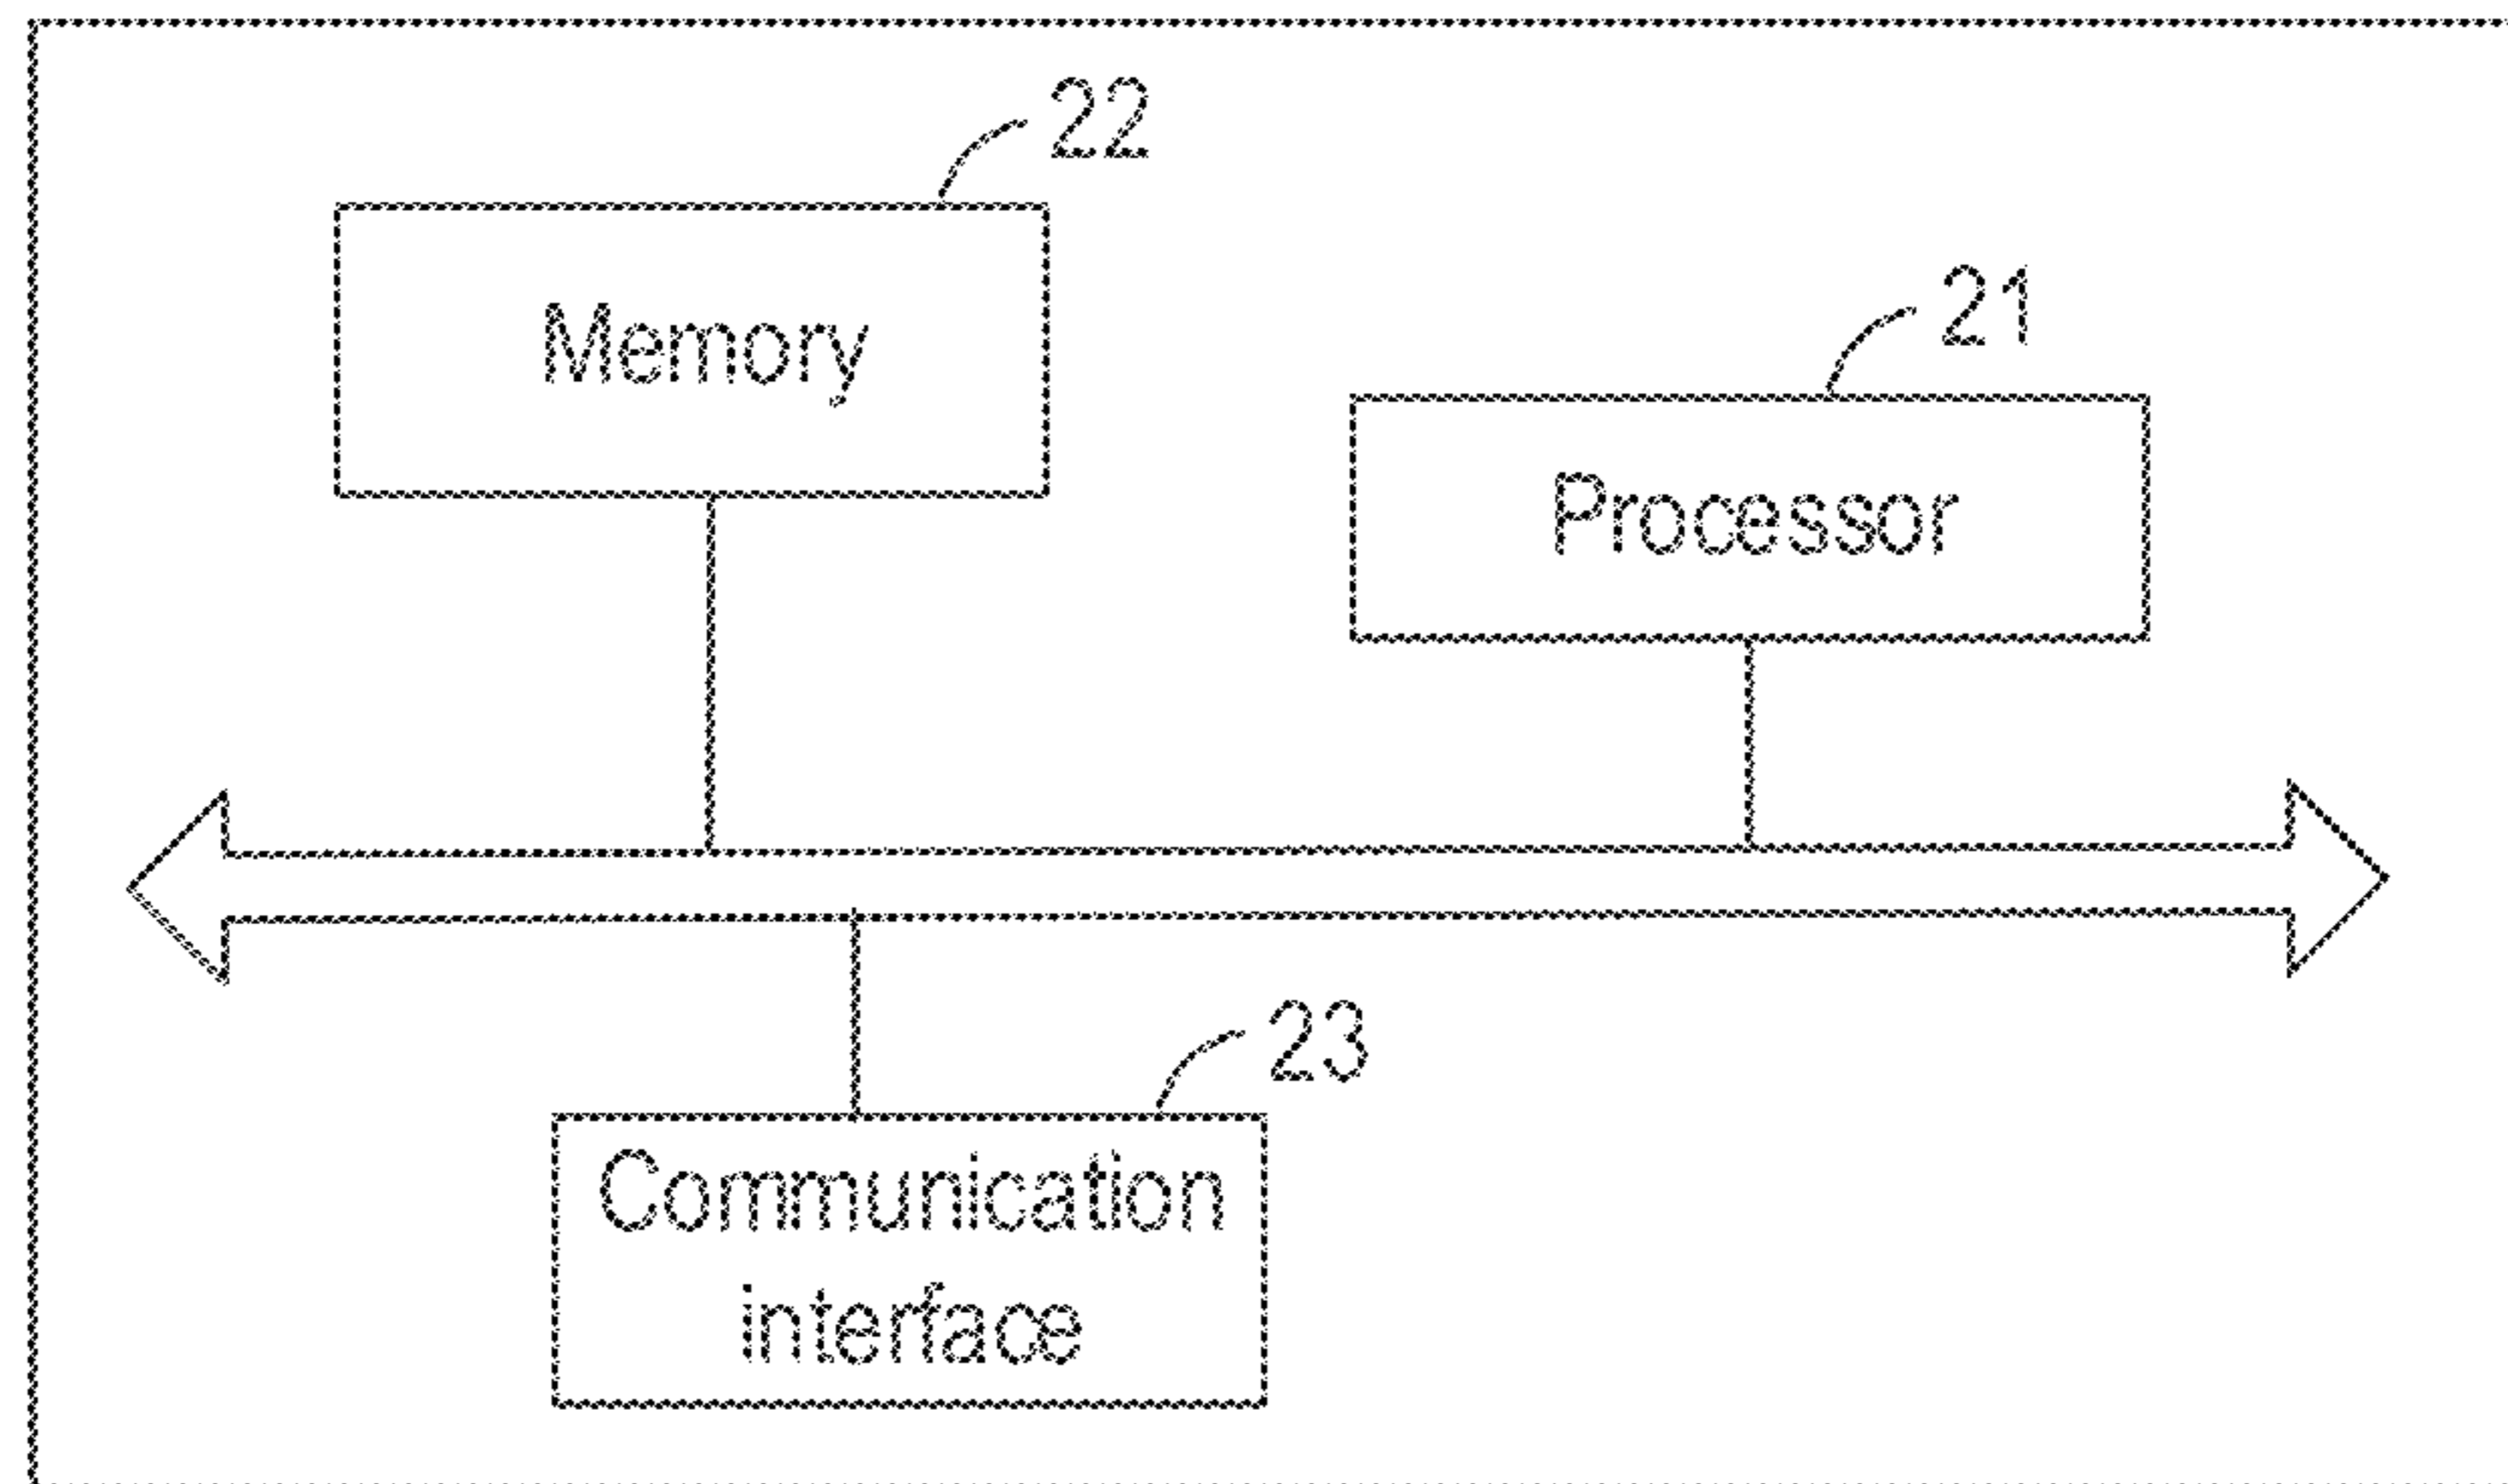 22
Memory
21
Processor
23
Communication
interface